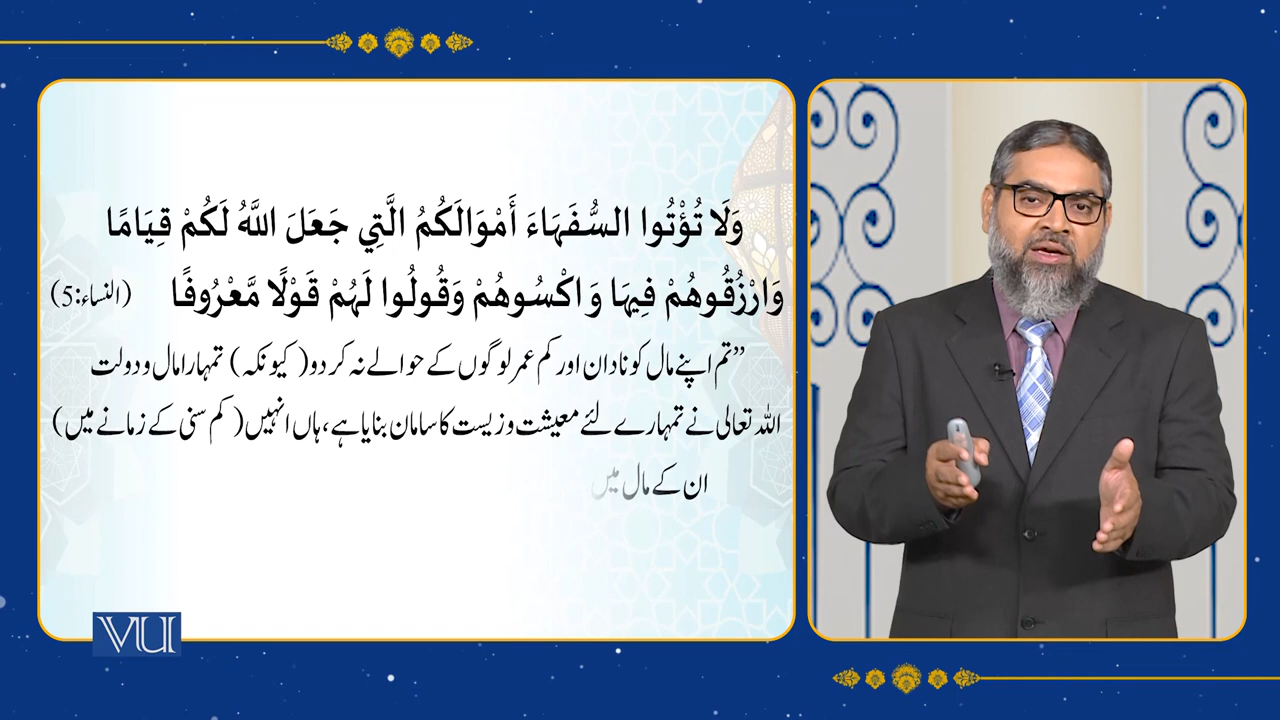 وَلَا تُؤْتُوا السُّفَهَاءَ أَمْوَالَكُمُ الَّتِي جَعَلَ اللَّهُ لَكُمْ قِيَامًا
وَارْزُقُوهُمْ فِيهَا وَاكْسُوهُمْ وَقُولُوا لَهُمْ قَوْلًا مَّعْرُوفًا (النساء:5)
”تم اپنے مال کو نادان اور کم عمر لوگوں کے حوالے نہ کر دو (کیونکہ) تمہارا مال و دولت
اللہ تعالی نے تمہارے لئے معیشت و زیست کا سامان بنایا ہے، ہاں انہیں (کم سنی کے زمانے میں)
ان کے مال میں
VU